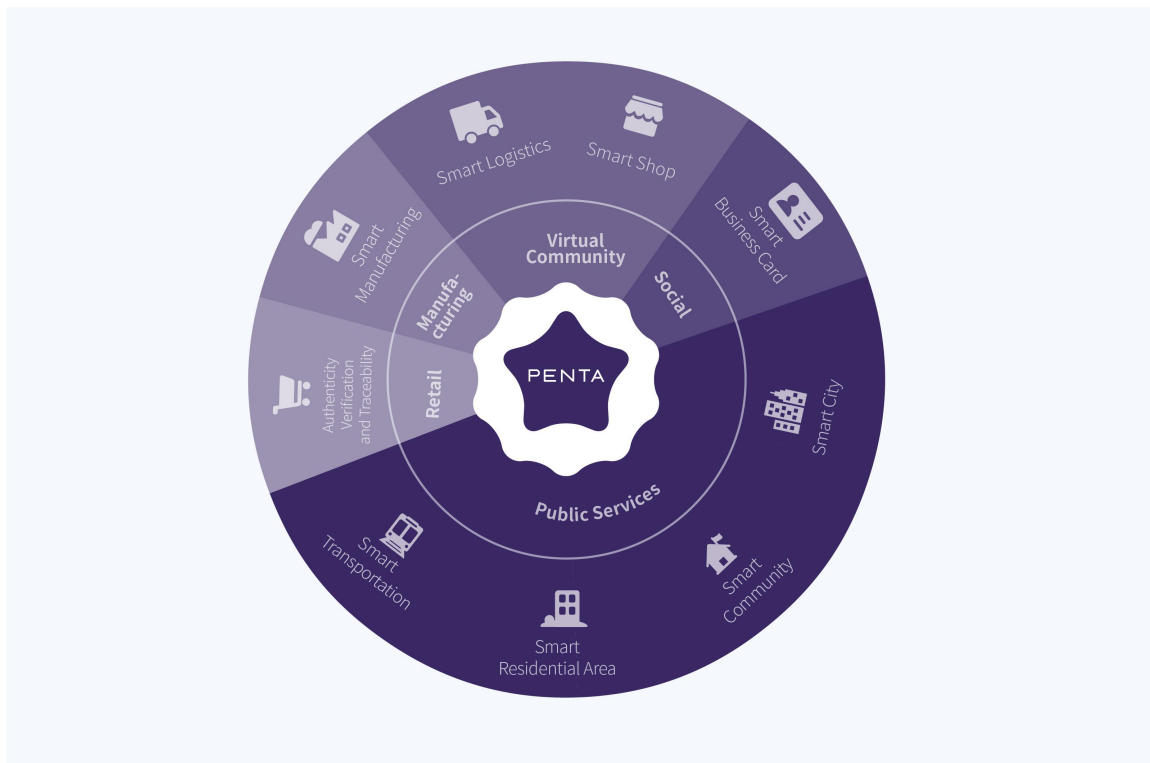 Smart Logistics
Smart Shop
Smart
Business Card
Smart
Manufacturing
Virtual
Community
Social
Manufa-
cturing
Retail
Authenticity
Verification
and Traceability
PENTA
Smart City
Public Services
Smart
Transportation
Smart
Community
Smart
Residential Area